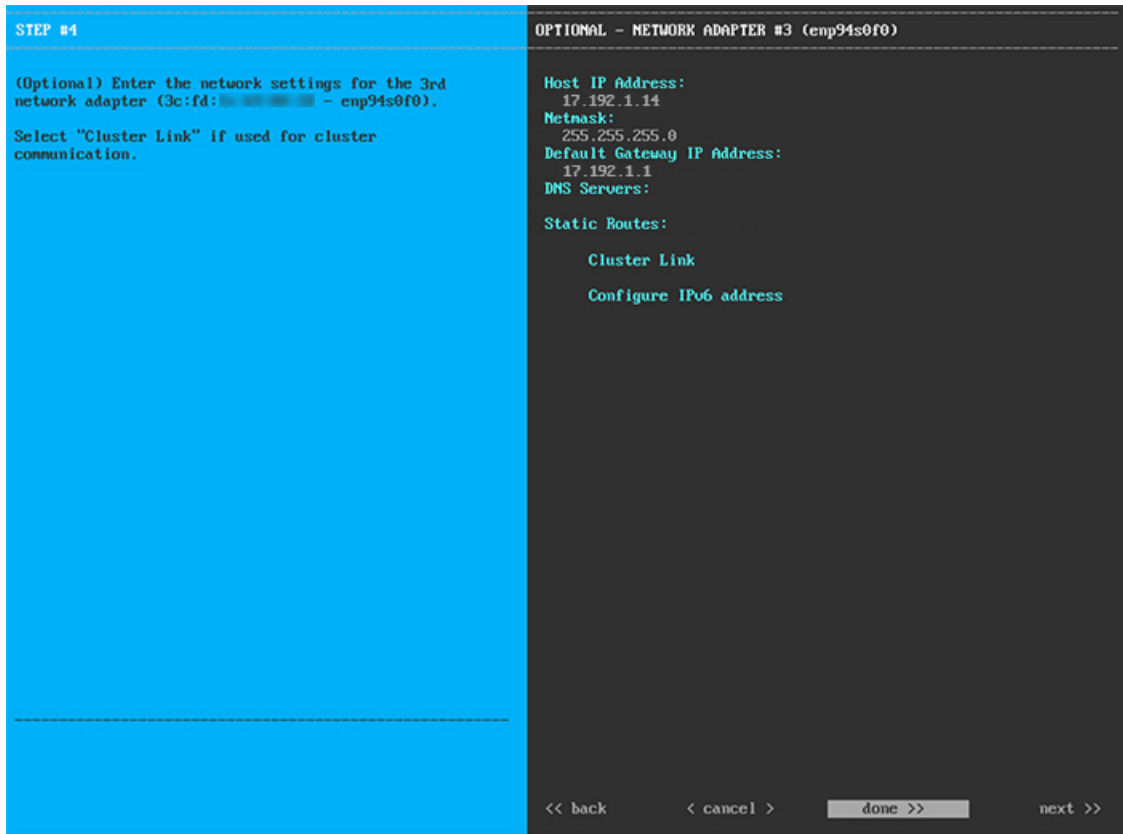 STEP #4
(Optional) Enter the network settings for the 3rd
network adapter (3c:fd: - enp94s0f0).
Select "Cluster Link" if used for cluster
communication.
OPTIONAL - NETWORK ADAPTER #3 (enp94s0f0)
Host IP Address:
17.192.1.14
Netmask:
255.255.255.0
Default Gateway IP Address:
17.192.1.1
DNS Servers:
Static Routes:
Cluster Link
Configure IPv6 address
<< back < cancel > done >> next >>